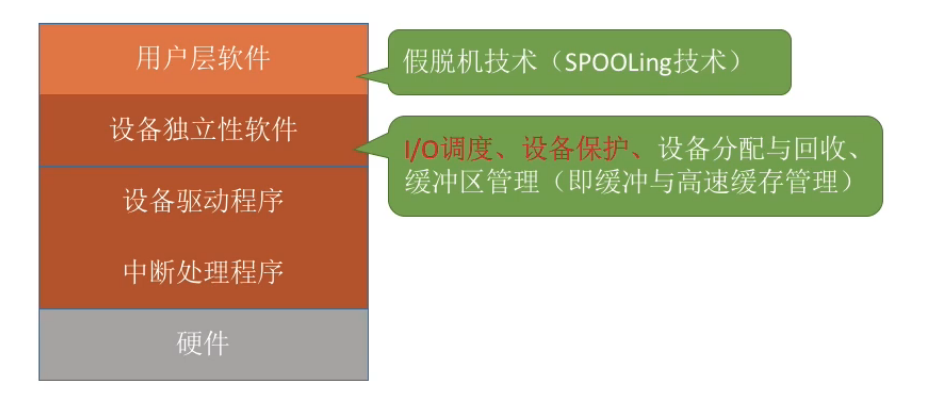 用户层软件
假脱机技术（SPOOLing技术）
设备独立性软件
I/O调度、设备保护、设备分配与回收、
缓冲区管理（即缓冲与高速缓存管理）
设备驱动程序
中断处理程序
硬件